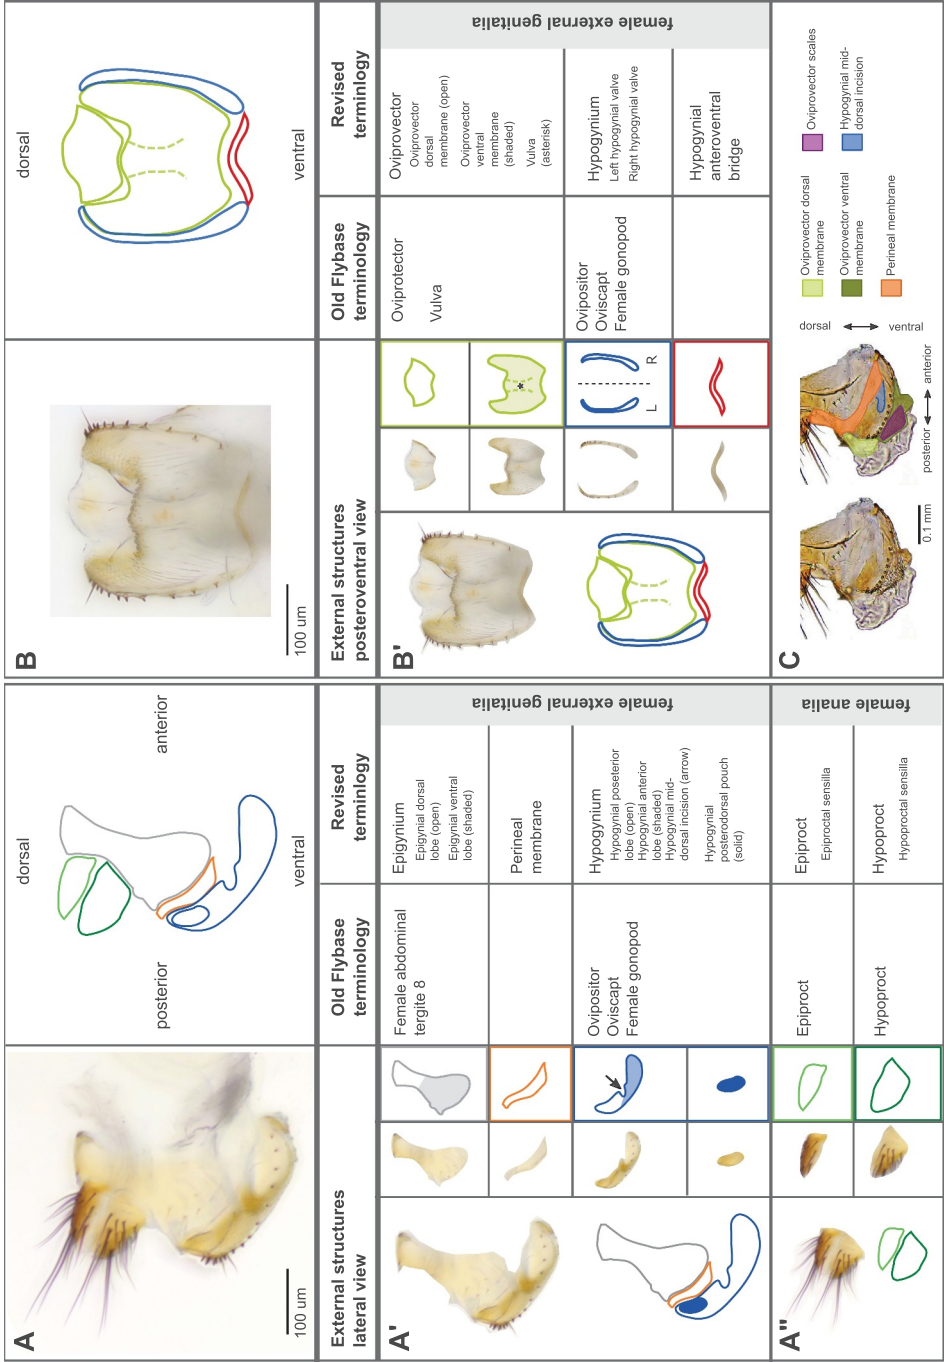 A
100 um
dorsal
posterior
anterior
ventral
External structures
lateral view
Old Flybase
terminology
Revised
terminlogy
A'
Female abdominal
tergite 8
Epigynium
Epigynial dorsal
lobe (open)
Epigynial ventral
lobe (shaded)
Perineal
membrane
Ovipositor
Oviscapt
Female gonopod
Hypogynium
Hypogynial poseterior
lobe (open)
Hypogynial anterior
lobe (shaded)
Hypogynial mid-
dorsal incision (arrow)
Hypogynial
posterodorsal pouch
(solid)
female external genitalia
A''
Epiproct
Epiproct
Epiproctal sensilla
Hypoproct
Hypoproct
Hypoproctal sensilla
female analia
B
100 um
dorsal
ventral
External structures
posteroventral view
Old Flybase
terminology
Revised
terminlogy
B'
L
R
*
Oviprotector
Vulva
Oviprovector
Oviprovector
dorsal
membrane (open)
Oviprovector
ventral
membrane
(shaded)
Vulva
(asterisk)
Ovipositor
Oviscapt
Female gonopod
Hypogynium
Left hypogynial valve
Right hypogynial valve
Hypogynial
anteroventral
bridge
female external genitalia
C
0.1 mm
posterior
anterior
dorsal
ventral
Oviprovector dorsal
membrane
Oviprovector ventral
membrane
Perineal membrane
Oviprovector scales
Hypogynial mid-
dorsal incision